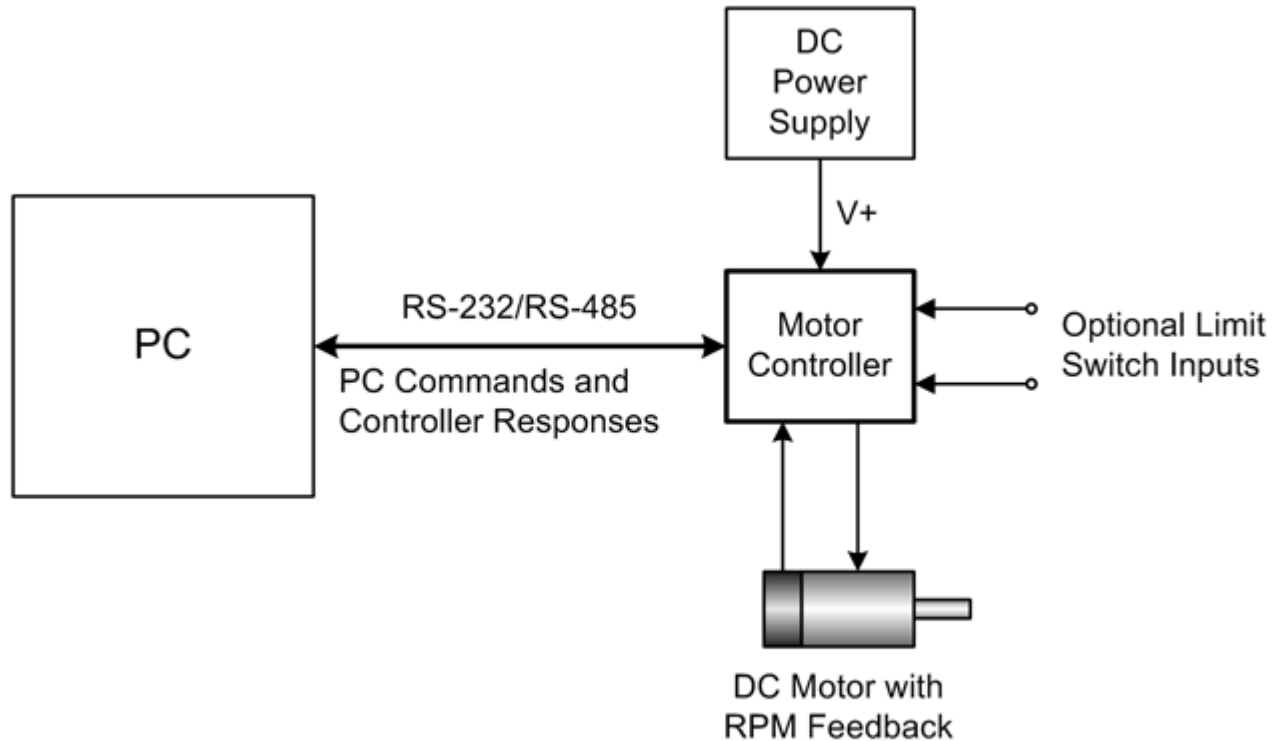 DC
Power
Supply
V+
PC
RS-232/RS-485
PC Commands and
Controller Responses
Motor
Controller
Optional Limit
Switch Inputs
DC Motor with
RPM Feedback